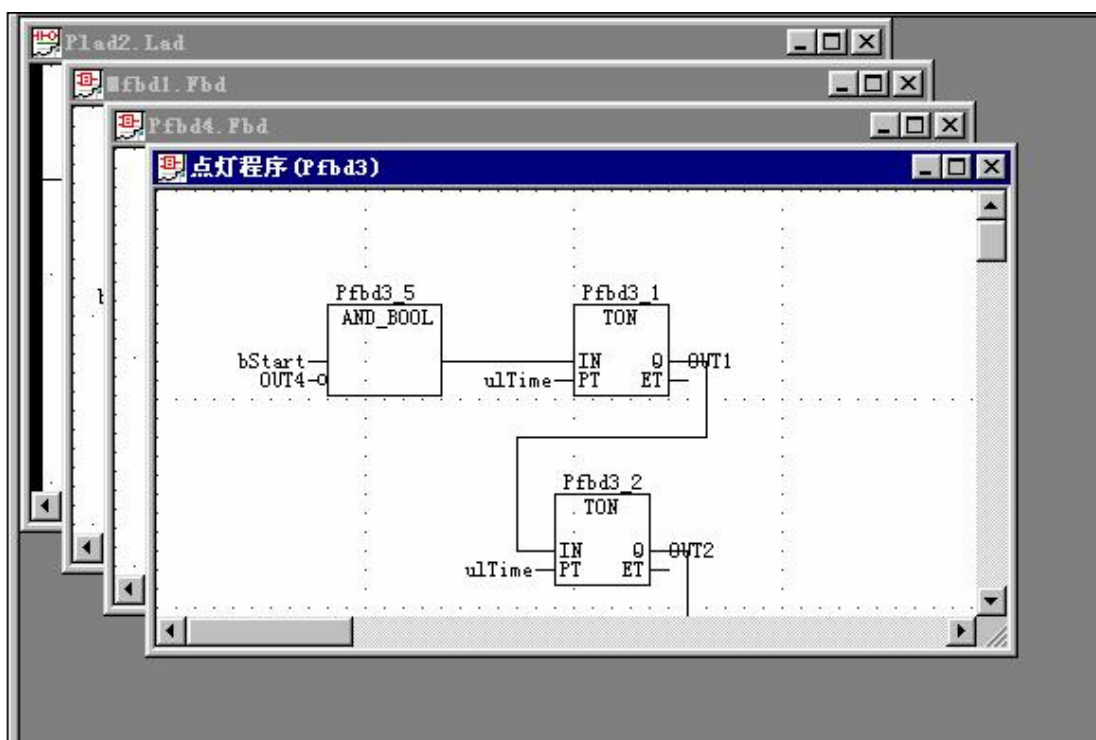 Plad2.Lad
Mfbd1.Fbd
Pfbd4.Fbd
点灯程序(Pfbd3)
Pfbd3_5
AND_BOOL
bStart
OUT4
Pfbd3_1
TON
IN Q OUT1
ulTime PT ET
Pfbd3_2
TON
IN Q OUT2
ulTime PT ET